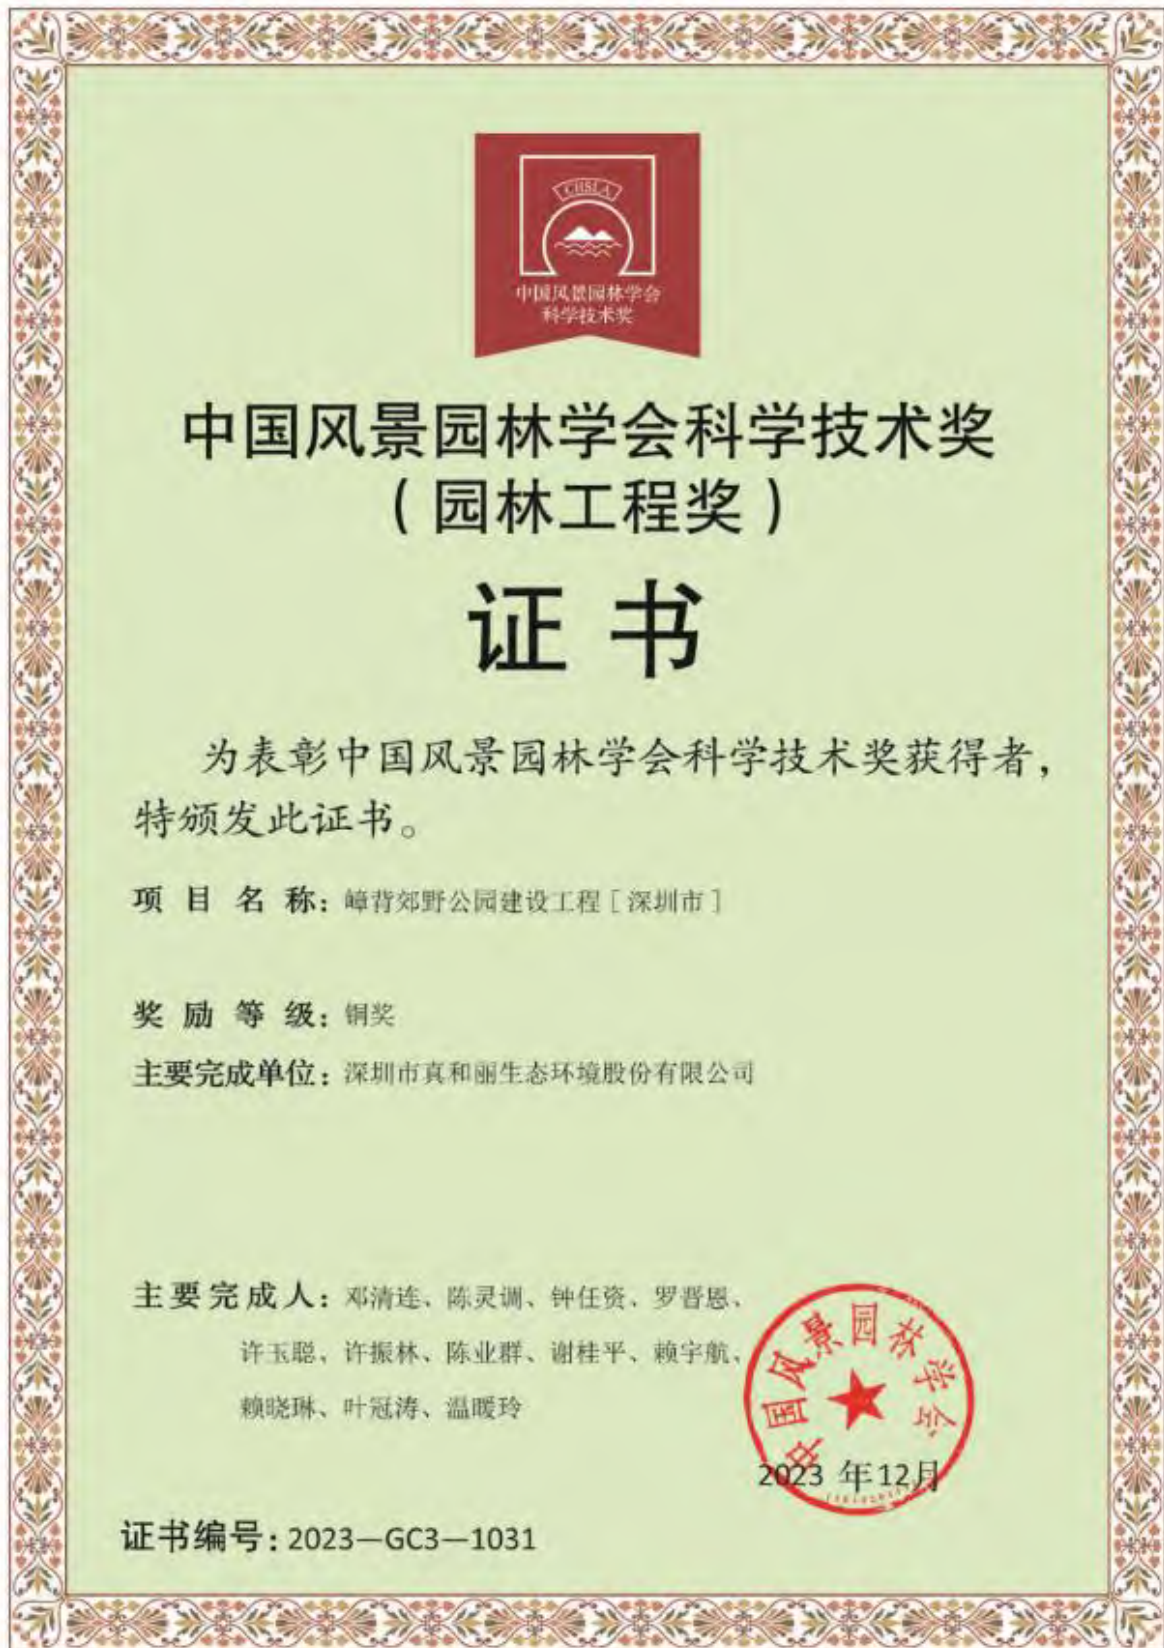 CHSLA
中国风景园林学会
科学技术奖
中国风景园林学会科学技术奖
（园林工程奖）
证书
为表彰中国风景园林学会科学技术奖获得者，
特颁发此证书。
项目名称：嶂背郊野公园建设工程［深圳市］
奖励等级：铜奖
主要完成单位：深圳市真和丽生态环境股份有限公司
主要完成人：邓清连、陈灵调、钟任资、罗晋恩、
许玉聪、许振林、陈业群、谢桂平、赖宇航、
赖晓琳、叶冠涛、温暖玲
中国风景园林学会
2023 年12月
证书编号：2023—GC3—1031